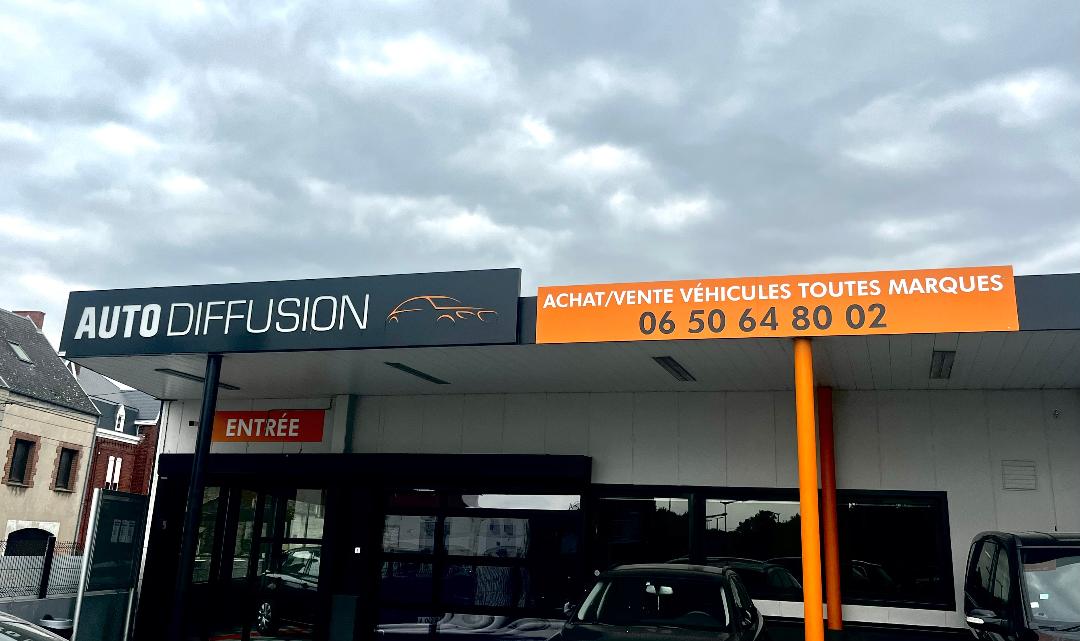 AUTO DIFFUSION
ACHAT/VENTE VÉHICULES TOUTES MARQUES
06 50 64 80 02
ENTRÉE